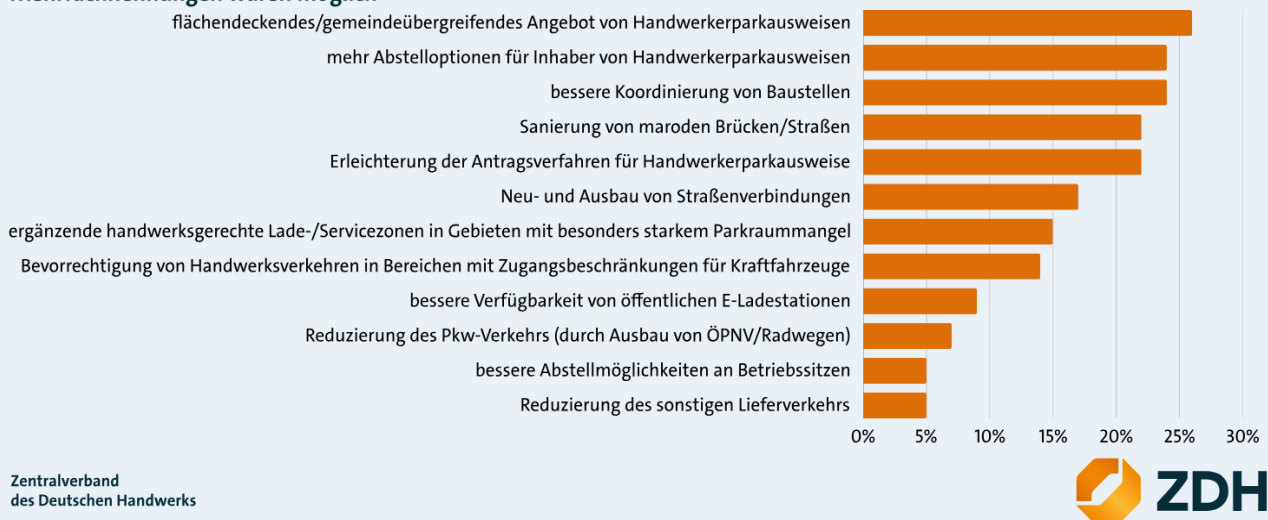 Mehrfachnennungen waren möglich
flächendeckendes/gemeindeübergreifendes Angebot von Handwerkerparkausweisen
mehr Abstelloptionen für Inhaber von Handwerkerparkausweisen
bessere Koordinierung von Baustellen
Sanierung von maroden Brücken/Straßen
Erleichterung der Antragsverfahren für Handwerkerparkausweise
Neu- und Ausbau von Straßenverbindungen
ergänzende handwerksgerechte Lade-/Servicezonen in Gebieten mit besonders starkem Parkraummangel
Bevorrechtigung von Handwerksverkehren in Bereichen mit Zugangsbeschränkungen für Kraftfahrzeuge
bessere Verfügbarkeit von öffentlichen E-Ladestationen
Reduzierung des Pkw-Verkehrs (durch Ausbau von ÖPNV/Radwegen)
bessere Abstellmöglichkeiten an Betriebssitzen
Reduzierung des sonstigen Lieferverkehrs
0% 5% 10% 15% 20% 25% 30%
Zentralverband
des Deutschen Handwerks
ZDH